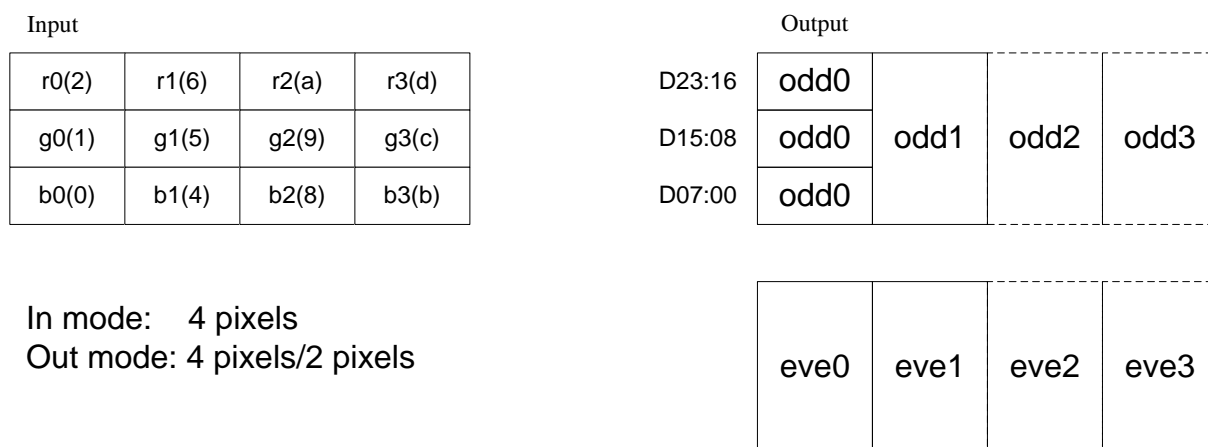 Input
r0(2) r1(6) r2(a) r3(d)
g0(1) g1(5) g2(9) g3(c)
b0(0) b1(4) b2(8) b3(b)
In mode: 4 pixels
Out mode: 4 pixels/2 pixels
Output
D23:16 odd0
D15:08 odd0 odd1 odd2 odd3
D07:00 odd0
eve0 eve1 eve2 eve3